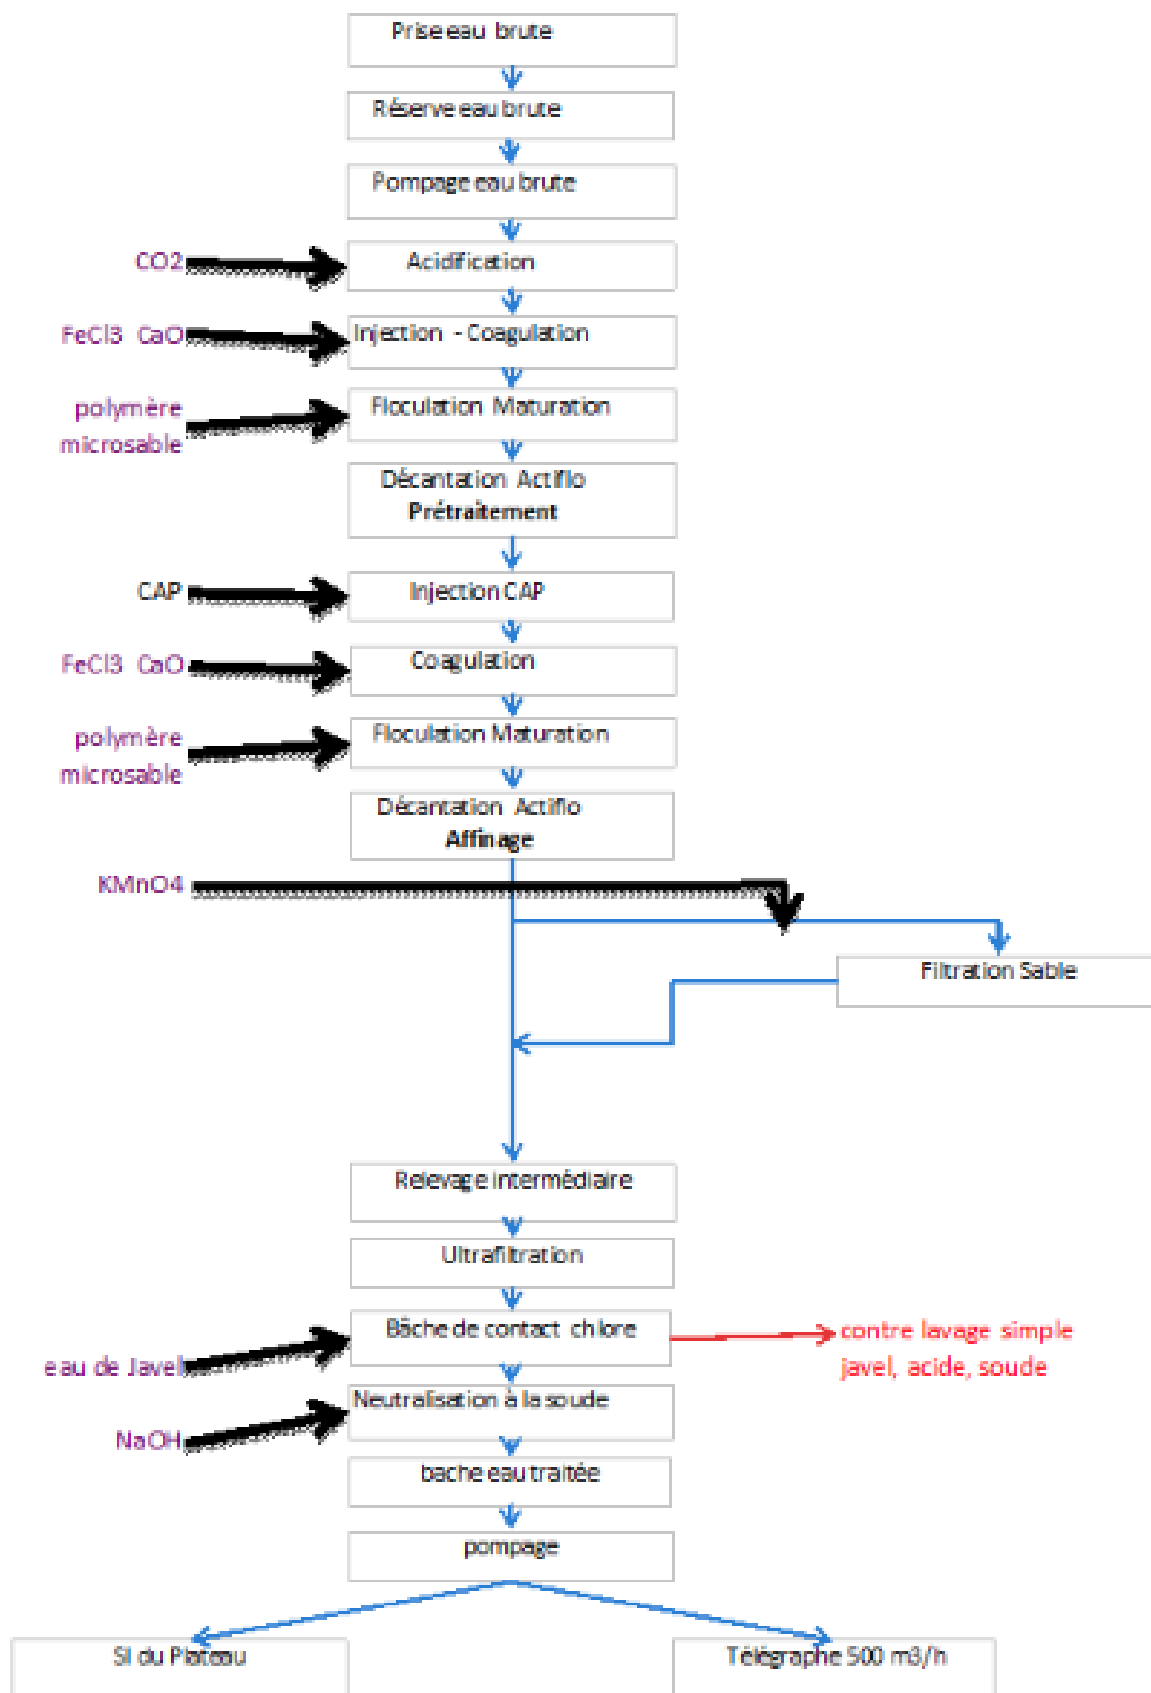 Prise eau brute
Réserve eau brute
Pompage eau brute
CO2
Acidification
FeCl3 CaO
Injection - Coagulation
polymère
microsable
Floculation Maturation
Décantation Actiflo
Prétraitement
CAP
Injection CAP
FeCl3 CaO
Coagulation
polymère
microsable
Floculation Maturation
Décantation Actiflo
Affinage
KMnO4
Filtration Sable
Relevage intermédiaire
Ultrafiltration
Bâche de contact chlore
contre lavage simple
javel, acide, soude
eau de Javel
Neutralisation à la soude
NaOH
bache eau traitée
pompage
SI du Plateau
Télégraphe 500 m3/h